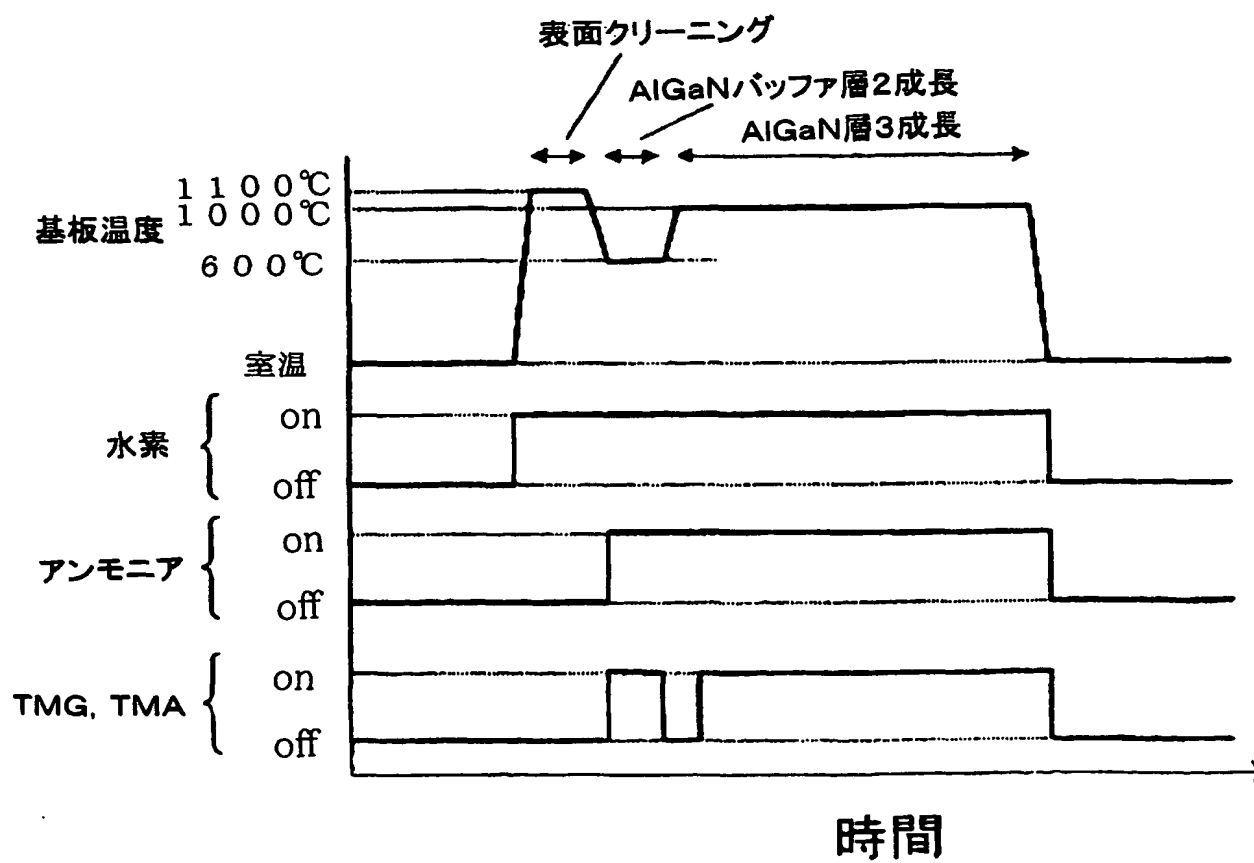 表面クリーニング
AlGaNバッファ層2成長
AlGaN層3成長
1100℃
基板温度
1000℃
600℃
室温
水素
on
off
アンモニア
on
off
TMG, TMA
on
off
時間